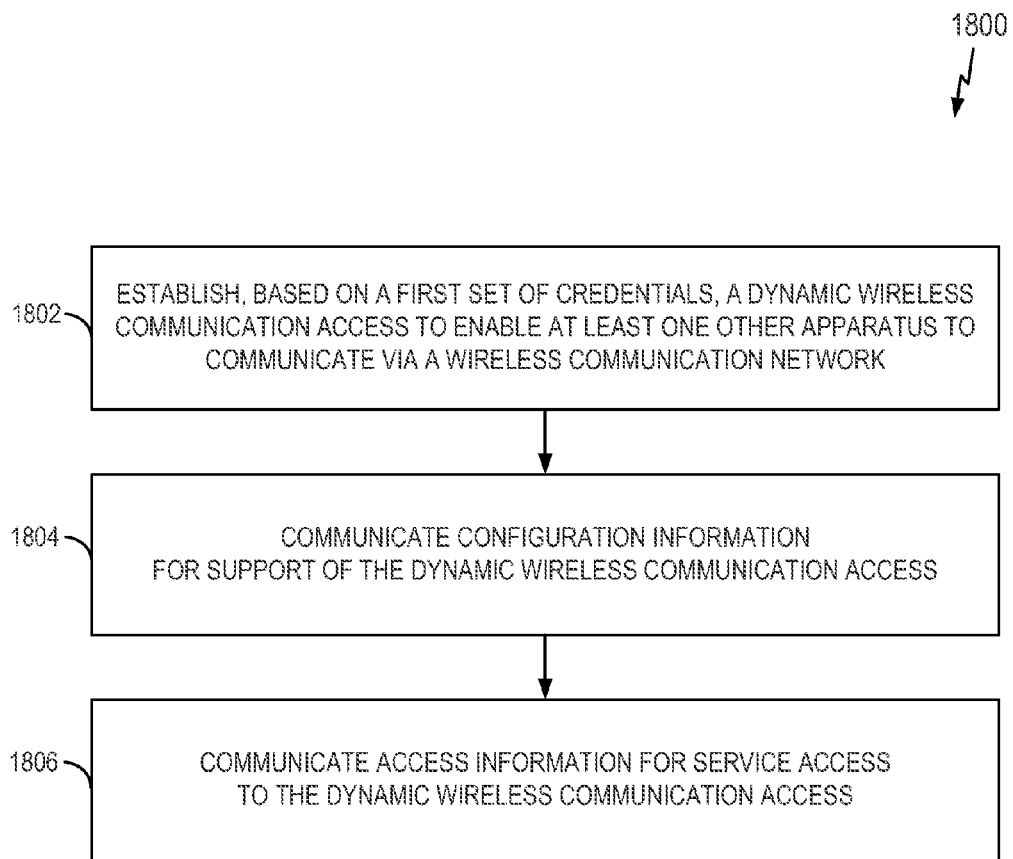 1800
1802
ESTABLISH, BASED ON A FIRST SET OF CREDENTIALS, A DYNAMIC WIRELESS
COMMUNICATION ACCESS TO ENABLE AT LEAST ONE OTHER APPARATUS TO
COMMUNICATE VIA A WIRELESS COMMUNICATION NETWORK
1804
COMMUNICATE CONFIGURATION INFORMATION
FOR SUPPORT OF THE DYNAMIC WIRELESS COMMUNICATION ACCESS
1806
COMMUNICATE ACCESS INFORMATION FOR SERVICE ACCESS
TO THE DYNAMIC WIRELESS COMMUNICATION ACCESS